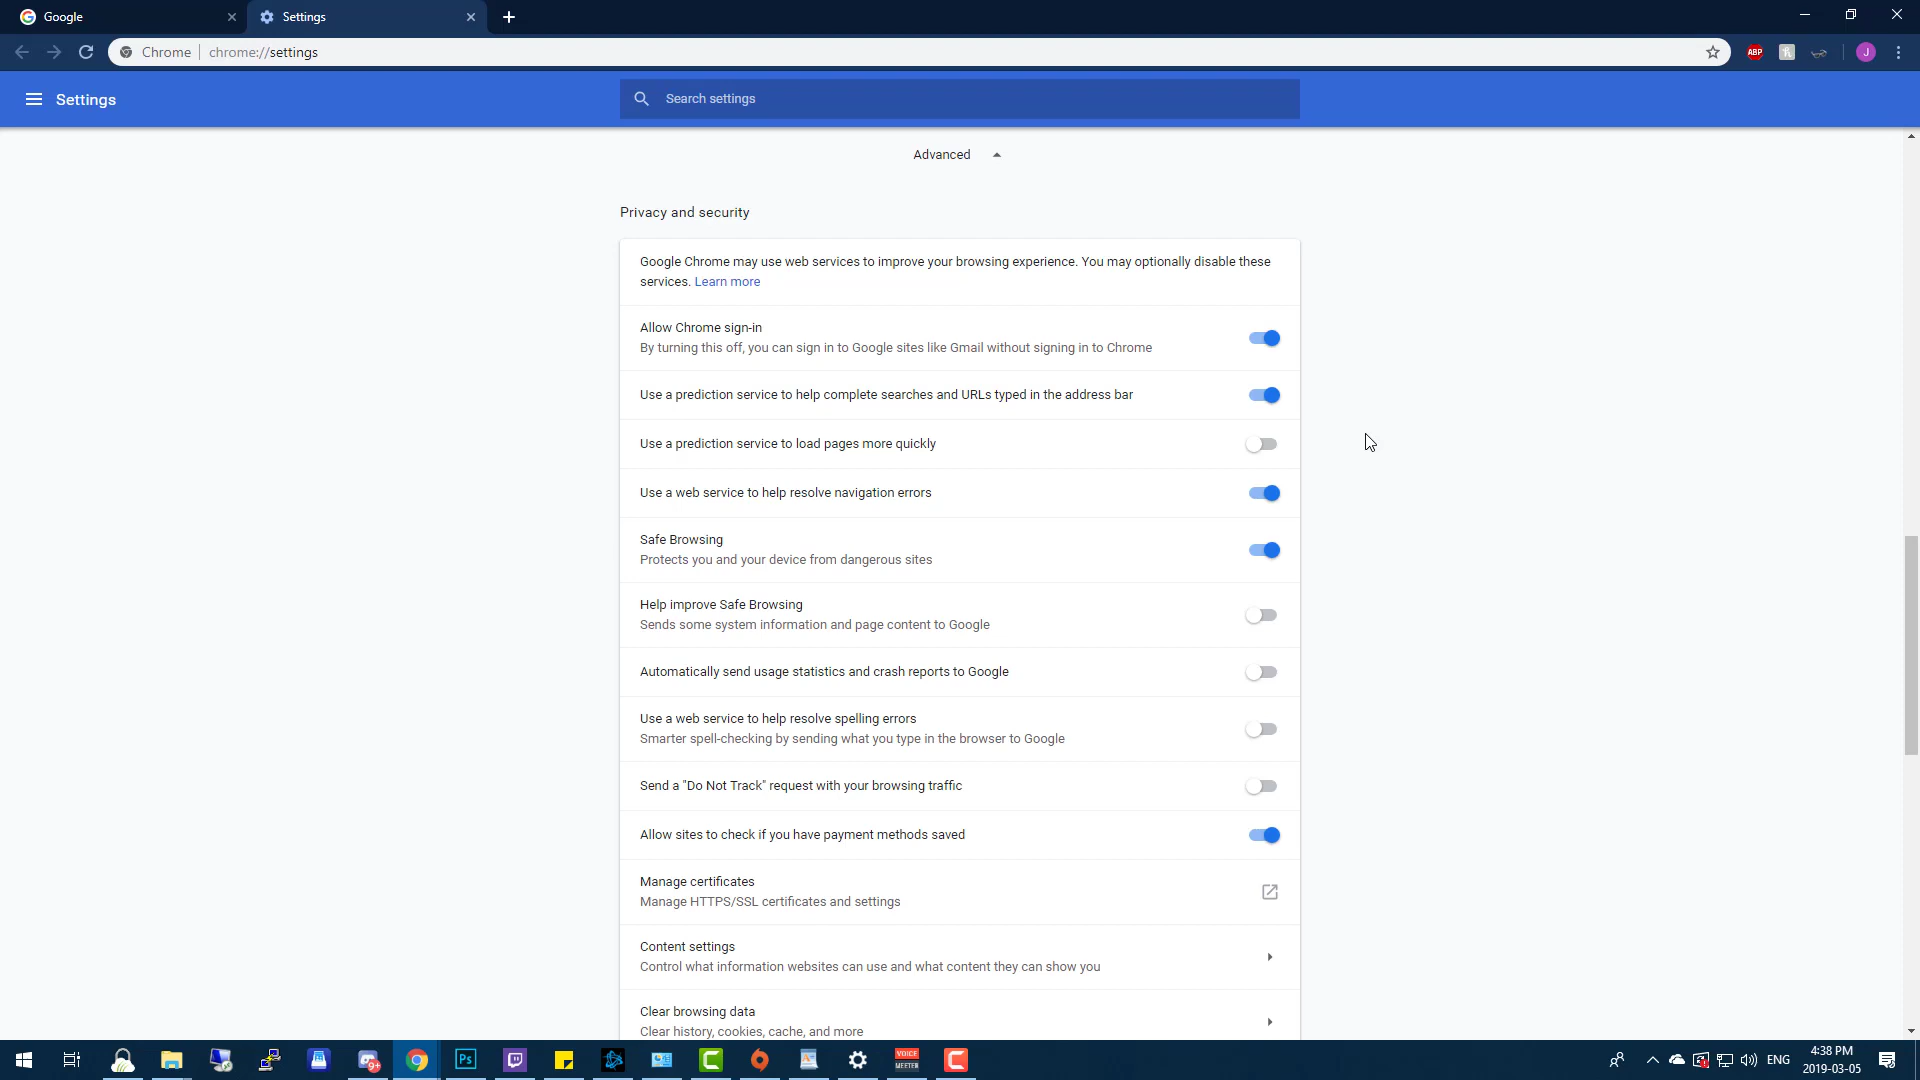 Google
Settings
Chrome
chrome://settings
ABP
J
Settings
Search settings
Advanced
Privacy and security
Google Chrome may use web services to improve your browsing experience. You may optionally disable these
services. Learn more
Allow Chrome sign-in
By turning this off, you can sign in to Google sites like Gmail without signing in to Chrome
Use a prediction service to help complete searches and URLs typed in the address bar
Use a prediction service to load pages more quickly
Use a web service to help resolve navigation errors
Safe Browsing
Protects you and your device from dangerous sites
Help improve Safe Browsing
Sends some system information and page content to Google
Automatically send usage statistics and crash reports to Google
Use a web service to help resolve spelling errors
Smarter spell-checking by sending what you type in the browser to Google
Send a "Do Not Track" request with your browsing traffic
Allow sites to check if you have payment methods saved
Manage certificates
Manage HTTPS/SSL certificates and settings
Content settings
Control what information websites can use and what content they can show you
Clear browsing data
Clear history, cookies, cache, and more
9+
Ps
VOICE
MEETER
ENG
4:38 PM
2019-03-05